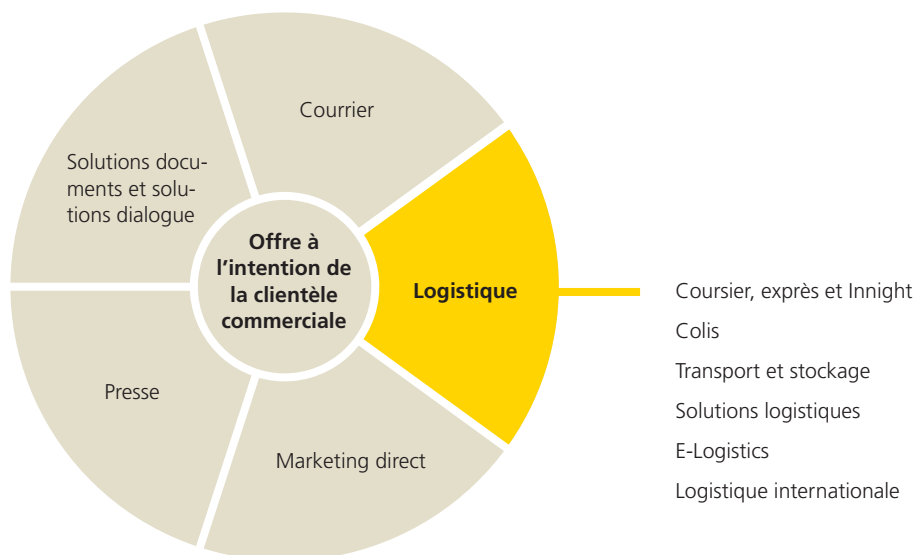 Courrier
Solutions docu-
ments et solu-
tions dialogue
Offre à
l’intention de
la clientèle
commerciale
Logistique
Coursier, exprès et Innight
Colis
Transport et stockage
Solutions logistiques
E-Logistics
Logistique internationale
Presse
Marketing direct